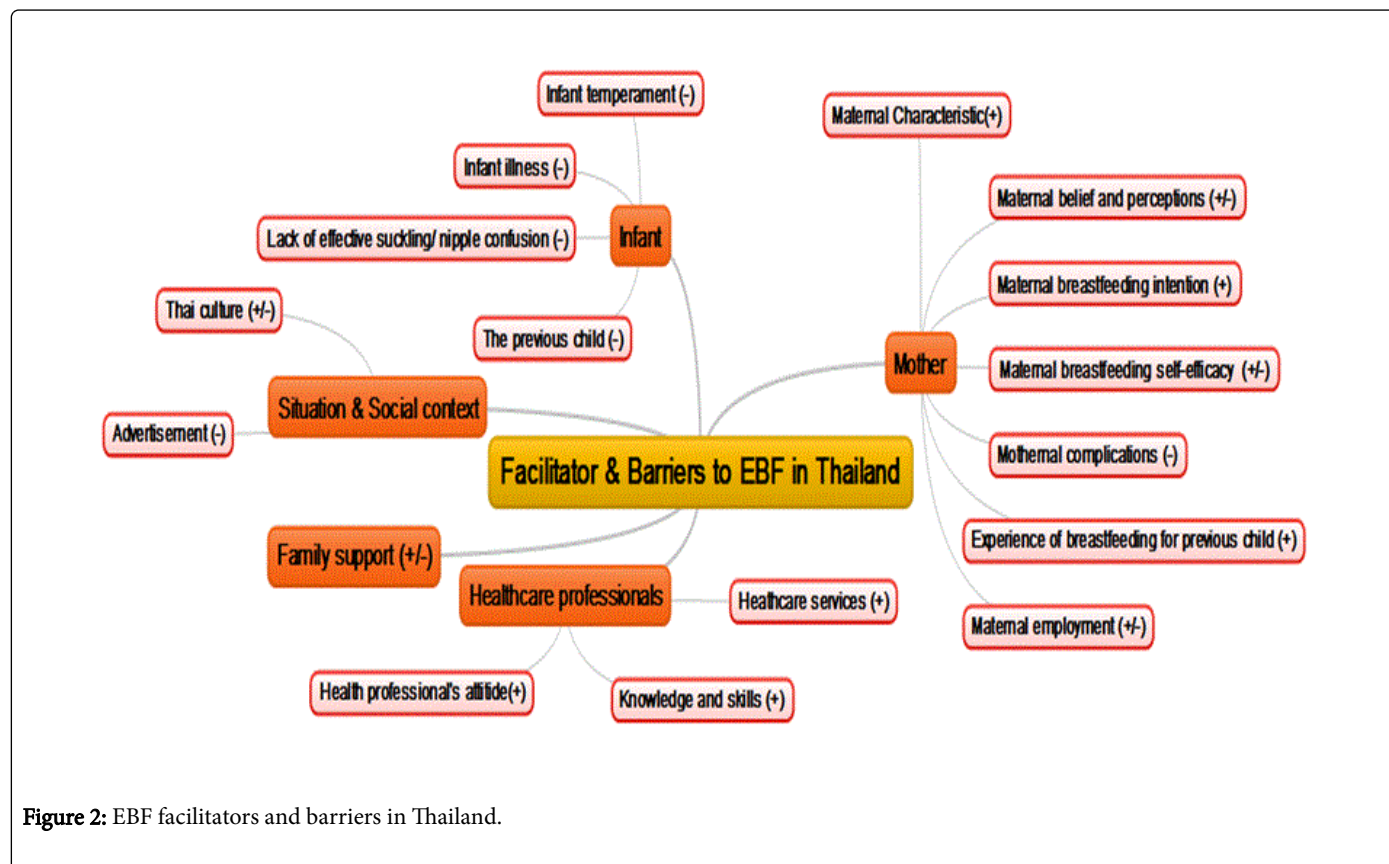 Infant temperament (-)
Maternal Characteristic(+)
Infant illness (-)
Maternal belief and perceptions (+/-)
Lack of effective suckling/ nipple confusion (-)
Infant
Maternal breastfeeding intention (+)
Thai culture (+/-)
The previous child (-)
Mother
Maternal breastfeeding self-efficacy (+/-)
Situation & Social context
Advertisement (-)
Mothernal complications (-)
Facilitator & Barriers to EBF in Thailand
Experience of breastfeeding for previous child (+)
Family support (+/-)
Healthcare professionals
Heathcare services (+)
Maternal employment (+/-)
Health professional's attitide(+)
Knowledge and skills (+)
Figure 2: EBF facilitators and barriers in Thailand.